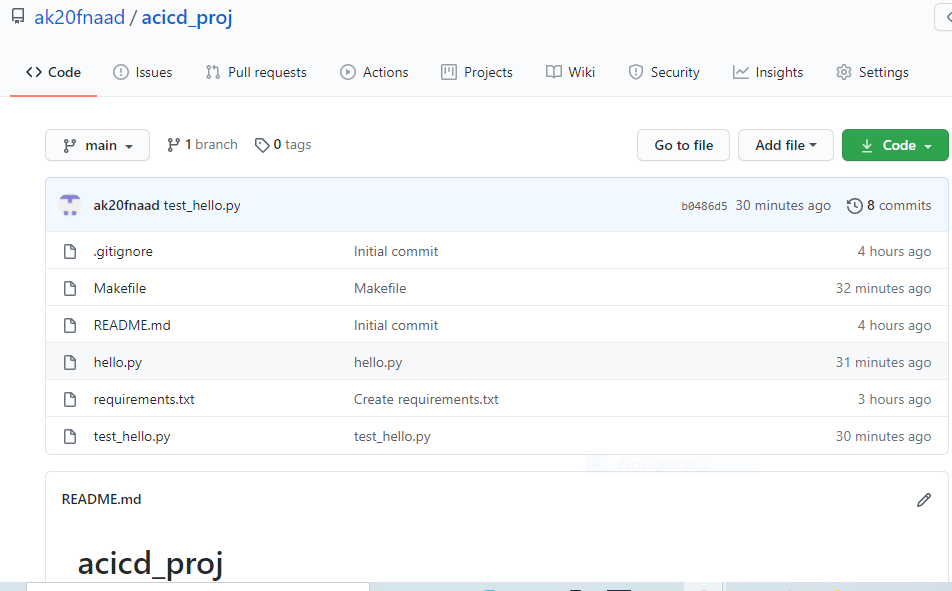 ak20fnaad / acicd_proj
Code Issues Pull requests Actions Projects Wiki Security Insights Settings
main 1 branch 0 tags Go to file Add file Code
ak20fnaad test_hello.py b0486d5 30 minutes ago 8 commits
.gitignore Initial commit 4 hours ago
Makefile Makefile 32 minutes ago
README.md Initial commit 4 hours ago
hello.py hello.py 31 minutes ago
requirements.txt Create requirements.txt 3 hours ago
test_hello.py test_hello.py 30 minutes ago
Rectangular Snip
README.md
acicd_proj